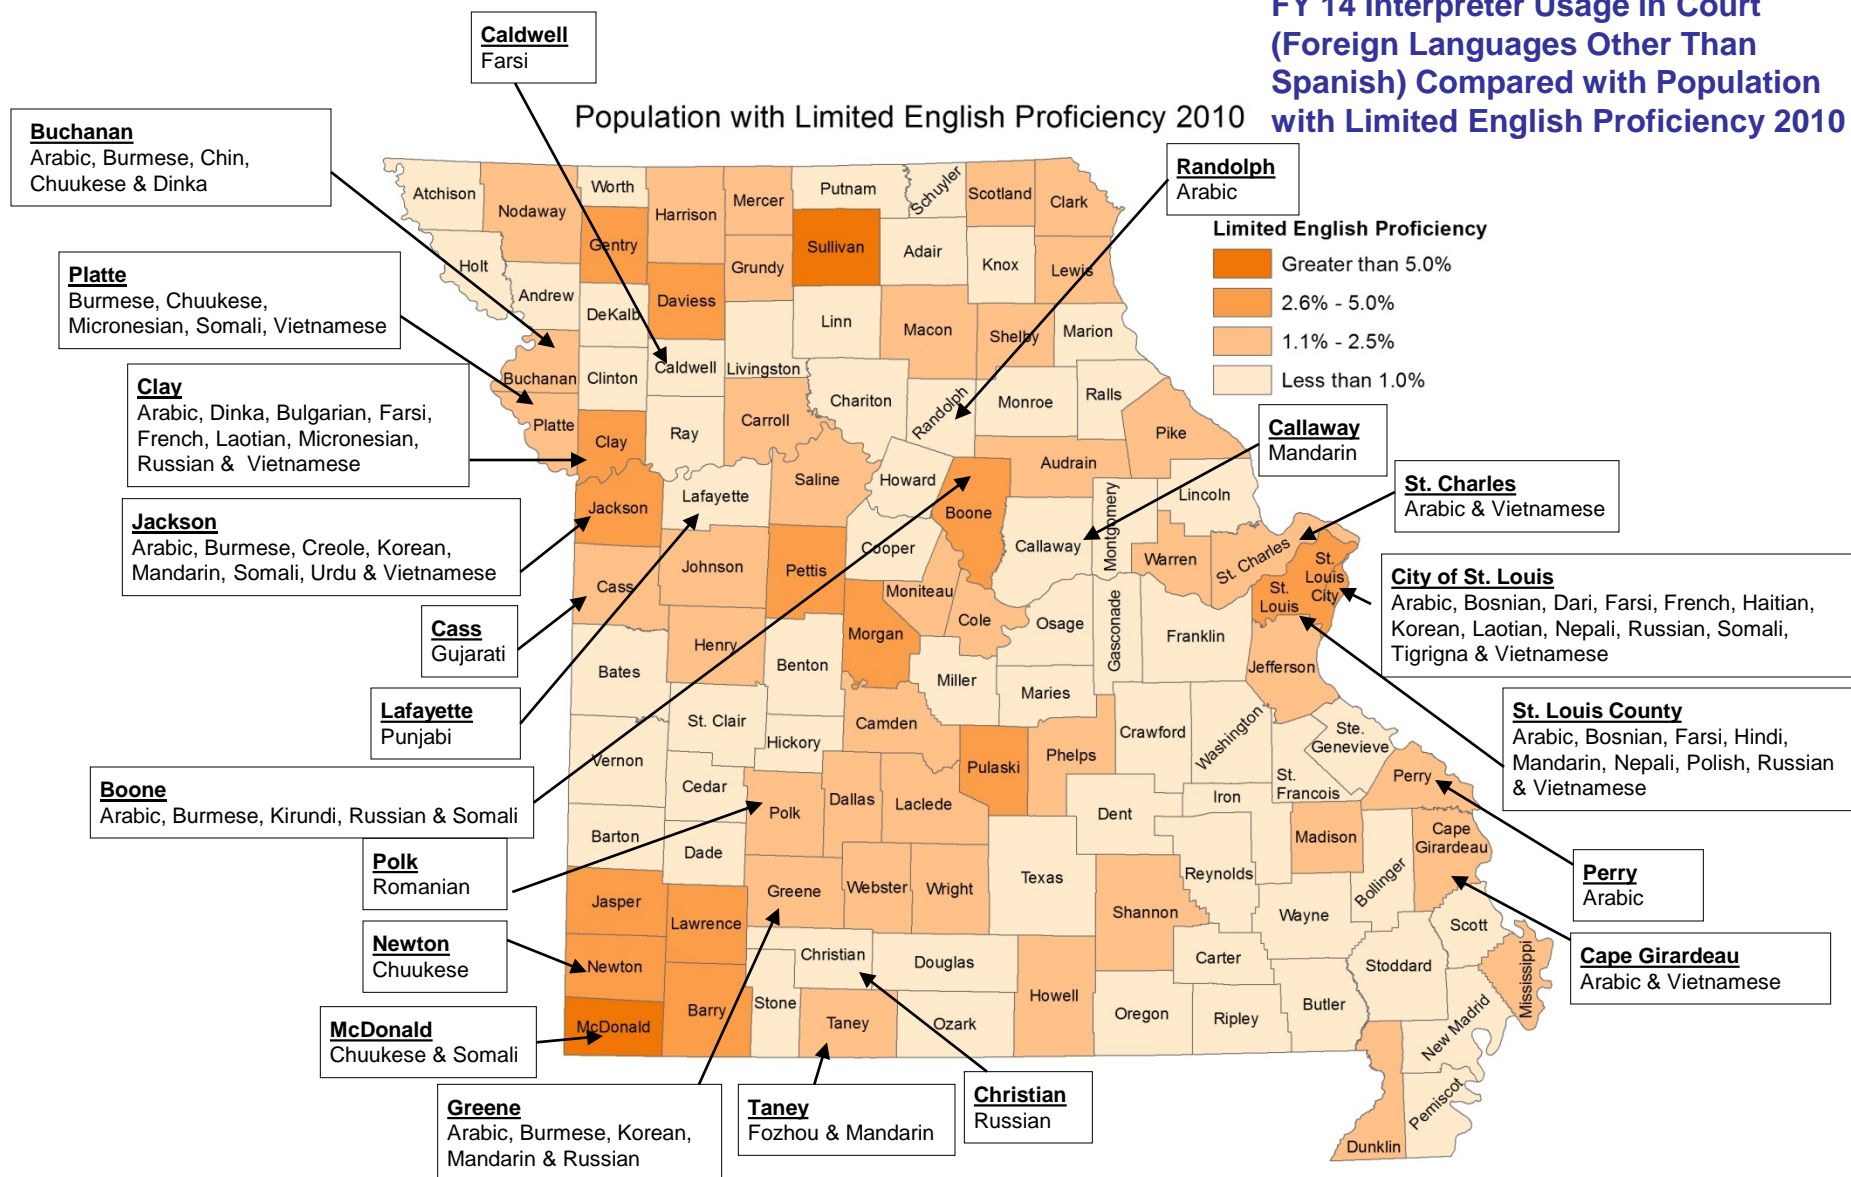 FY 14 Interpreter Usage in Court
(Foreign Languages Other Than
Spanish) Compared with Population
with Limited English Proficiency 2010
Population with Limited English Proficiency 2010
Caldwell
Farsi
Buchanan
Arabic, Burmese, Chin,
Chuukese & Dinka
Platte
Burmese, Chuukese,
Micronesian, Somali, Vietnamese
Clay
Arabic, Dinka, Bulgarian, Farsi,
French, Laotian, Micronesian,
Russian & Vietnamese
Jackson
Arabic, Burmese, Creole, Korean,
Mandarin, Somali, Urdu & Vietnamese
Cass
Gujarati
Lafayette
Punjabi
Boone
Arabic, Burmese, Kirundi, Russian & Somali
Polk
Romanian
Newton
Chuukese
McDonald
Chuukese & Somali
Greene
Arabic, Burmese, Korean,
Mandarin & Russian
Taney
Fozhou & Mandarin
Christian
Russian
Randolph
Arabic
Limited English Proficiency
Greater than 5.0%
2.6% - 5.0%
1.1% - 2.5%
Less than 1.0%
Callaway
Mandarin
St. Charles
Arabic & Vietnamese
City of St. Louis
Arabic, Bosnian, Dari, Farsi, French, Haitian,
Korean, Laotian, Nepali, Russian, Somali,
Tigrigna & Vietnamese
St. Louis County
Arabic, Bosnian, Farsi, Hindi,
Mandarin, Nepali, Polish, Russian
& Vietnamese
Perry
Arabic
Cape Girardeau
Arabic & Vietnamese
Atchison
Nodaway
Worth
Harrison
Mercer
Putnam
Schuyler
Scotland
Clark
Gentry
Sullivan
Adair
Knox
Lewis
Holt
Andrew
DeKalb
Daviess
Grundy
Linn
Macon
Shelby
Marion
Buchanan
Clinton
Caldwell
Livingston
Chariton
Randolph
Monroe
Ralls
Platte
Clay
Ray
Carroll
Pike
Audrain
Jackson
Lafayette
Saline
Howard
Boone
Callaway
Montgomery
Lincoln
Warren
St. Charles
St.
Louis
City
St.
Louis
Cass
Johnson
Pettis
Cooper
Moniteau
Cole
Osage
Gasconade
Franklin
Jefferson
Bates
Henry
Benton
Morgan
Miller
Maries
Crawford
Washington
Ste.
Genevieve
St.
Francois
Perry
Vernon
St. Clair
Hickory
Camden
Pulaski
Phelps
Dent
Iron
Madison
Cape
Girardeau
Bollinger
Cedar
Polk
Dallas
Laclede
Barton
Dade
Greene
Webster
Wright
Texas
Shannon
Reynolds
Wayne
Scott
Mississippi
Jasper
Lawrence
Newton
Christian
Douglas
Howell
Carter
Stoddard
New Madrid
McDonald
Barry
Stone
Taney
Ozark
Oregon
Ripley
Butler
Pemiscot
Dunklin